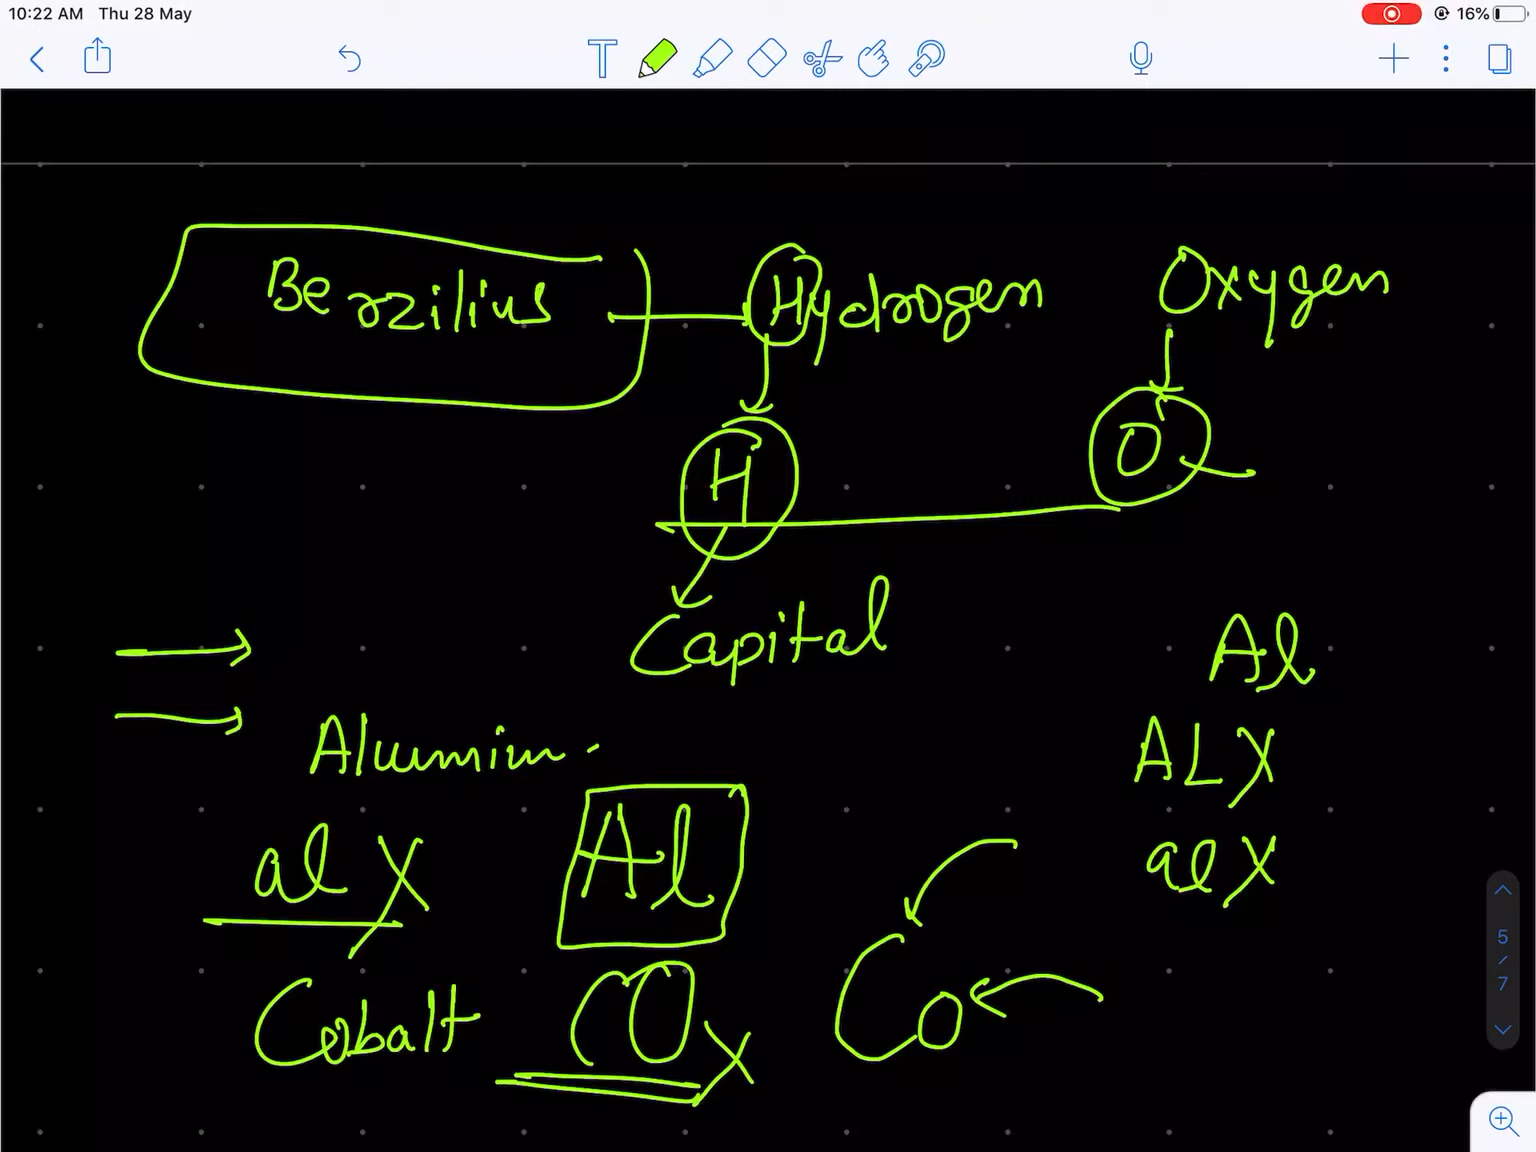 10:22 AM Thu 28 May
16%
T
Berzilius Hydrogen Oxygen
H O
Capital
Al
Alumim.
ALX
al X Al
alX
Cobalt CO X Co
5
/
7